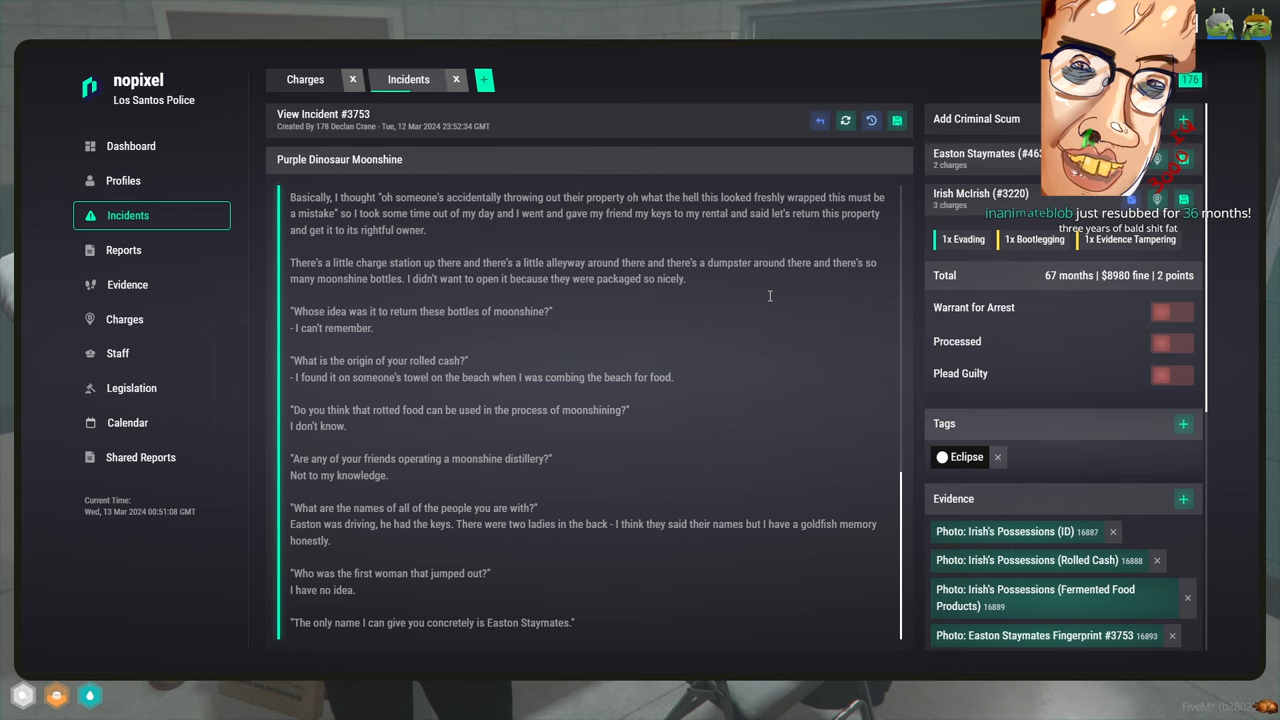 nopixel
Los Santos Police
Dashboard
Profiles
Incidents
Reports
Evidence
Charges
Staff
Legislation
Calendar
Shared Reports
Current Time:
Wed, 13 Mar 2024 00:51:08 GMT
Charges X
Incidents X
+
View Incident #3753
Created By 178 Declan Crane · Tue, 12 Mar 2024 23:52:34 GMT
Purple Dinosaur Moonshine
Basically, I thought "oh someone's accidentally throwing out their property oh what the hell this looked freshly wrapped this must be
a mistake" so I took some time out of my day and I went and gave my friend my keys to my rental and said let's return this property
and get it to its rightful owner.
There's a little charge station up there and there's a little alleyway around there and there's a dumpster around there and there's so
many moonshine bottles. I didn't want to open it because they were packaged so nicely.
"Whose idea was it to return these bottles of moonshine?"
- I can't remember.
"What is the origin of your rolled cash?"
- I found it on someone's towel on the beach when I was combing the beach for food.
"Do you think that rotted food can be used in the process of moonshining?"
I don't know.
"Are any of your friends operating a moonshine distillery?"
Not to my knowledge.
"What are the names of all of the people you are with?"
Easton was driving, he had the keys. There were two ladies in the back - I think they said their names but I have a goldfish memory
honestly.
"Who was the first woman that jumped out?"
I have no idea.
"The only name I can give you concretely is Easton Staymates."
176
Add Criminal Scum
Easton Staymates (#463
2 charges
Irish McIrish (#3220)
3 charges
300 IQ
inanimateblob just resubbed for 36 months!
three years of bald shit fat
1x Evading
1x Bootlegging
1x Evidence Tampering
Total
67 months | $8980 fine | 2 points
Warrant for Arrest
Processed
Plead Guilty
Tags
Eclipse
Evidence
Photo: Irish's Possessions (ID) 16887
Photo: Irish's Possessions (Rolled Cash) 16888
Photo: Irish's Possessions (Fermented Food
Products) 16889
Photo: Easton Staymates Fingerprint #3753 16893